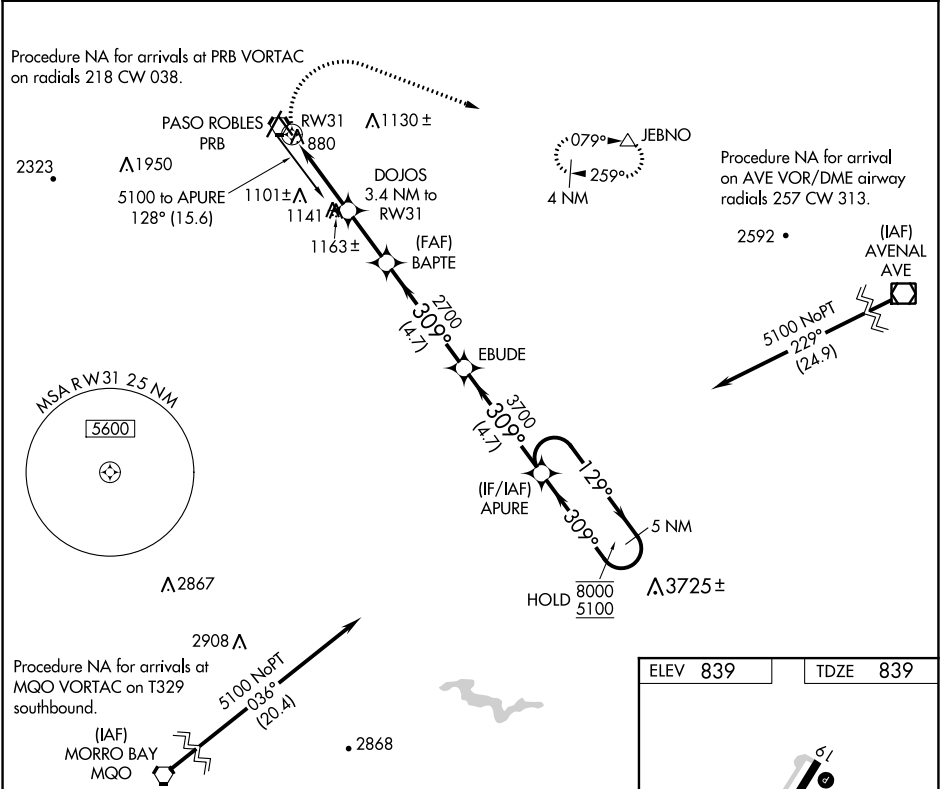 Procedure NA for arrivals at PRB VORTAC
on radials 218 CW 038.
PASO ROBLES
PRB
RW31
880
1130 ±
2323
1950
5100 to APURE
128° (15.6)
1101±
1141
1163 ±
DOJOS
3.4 NM to
RW31
(FAF)
BAPTE
079°
JEBNO
259°
4 NM
Procedure NA for arrival
on AVE VOR/DME airway
radials 257 CW 313.
2592
(IAF)
AVENAL
AVE
5100 NoPT
229°
(24.9)
2700
309°
(4.7)
EBUDE
3700
309°
(4.7)
MSA RW31 25 NM
5600
(IF/IAF)
APURE
129°
309°
5 NM
HOLD
8000
5100
3725 ±
2867
2908
Procedure NA for arrivals at
MQO VORTAC on T329
southbound.
5100 NoPT
036°
(20.4)
(IAF)
MORRO BAY
MQO
2868
ELEV 839
TDZE 839
19
P